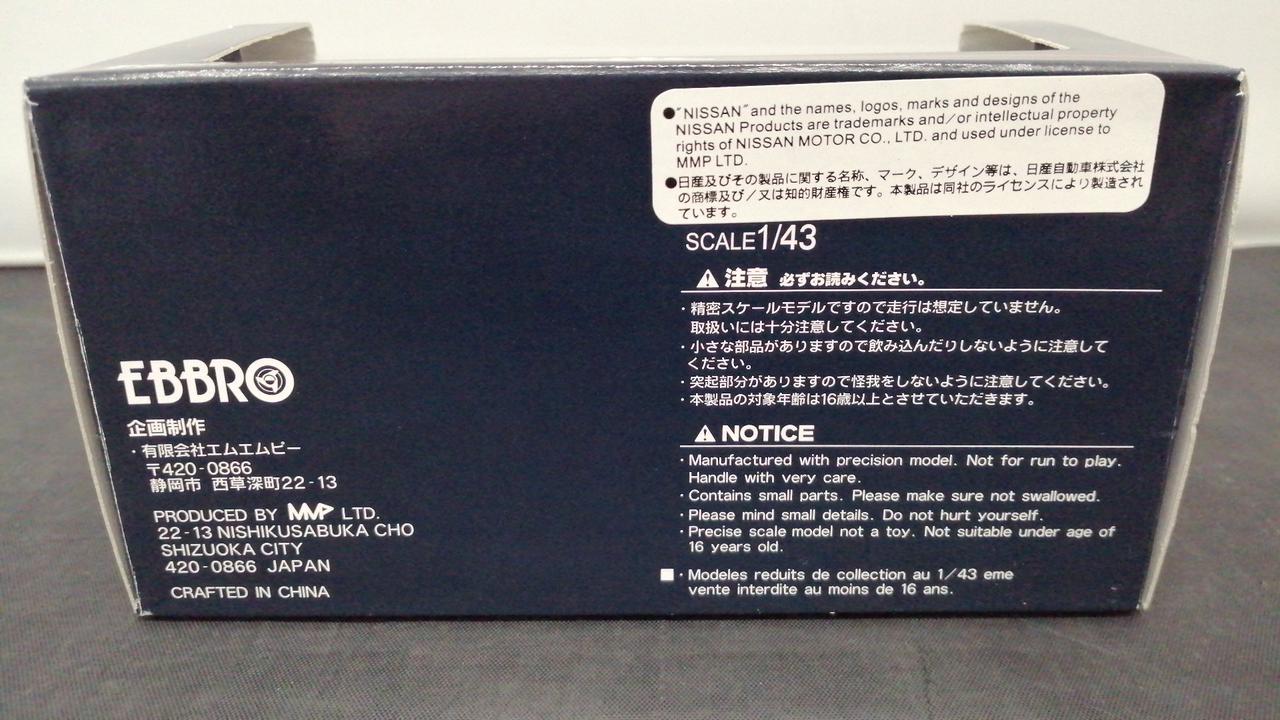 ●"NISSAN" and the names, logos, marks and designs of the
NISSAN Products are trademarks and/or intellectual property
rights of NISSAN MOTOR CO., LTD. and used under license to
MMP LTD.
●日産及びその製品に関する名称、マーク、デザイン等は、日産自動車株式会社
の商標及び/又は知的財産権です。本製品は同社のライセンスにより製造され
ています。
SCALE1/43
注意 必ずお読みください。
・精密スケールモデルですので走行は想定していません。
取扱いには十分注意してください。
・小さな部品がありますので飲み込んだりしないように注意して
ください。
・突起部分がありますので怪我をしないように注意してください。
・本製品の対象年齢は16歳以上とさせていただきます。
NOTICE
・Manufactured with precision model. Not for run to play.
Handle with very care.
・Contains small parts. Please make sure not swallowed.
・Please mind small details. Do not hurt yourself.
・Precise scale model not a toy. Not suitable under age of
16 years old.
■・Modeles reduits de collection au 1/43 eme
vente interdite au moins de 16 ans.
EBBRO
企画制作
・有限会社エムエムピー
〒420-0866
静岡市 西草深町22-13
PRODUCED BY MMP LTD.
22-13 NISHIKUSABUKA CHO
SHIZUOKA CITY
420-0866 JAPAN
CRAFTED IN CHINA